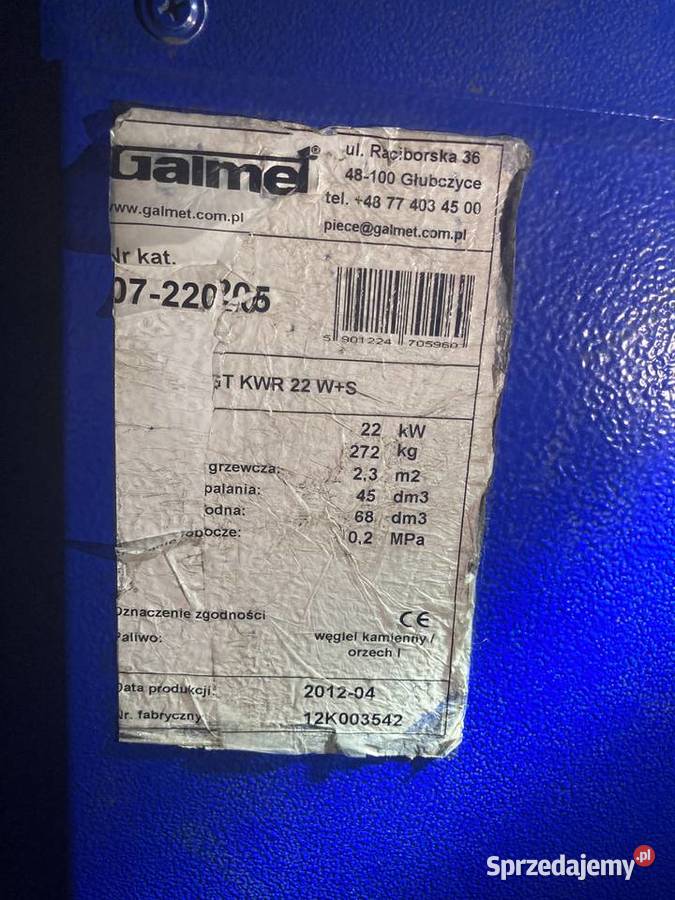 Galmet®
ul. Raciborska 36
48-100 Głubczyce
tel. +48 77 403 45 00
www.galmet.com.pl
piece@galmet.com.pl
Nr kat.
5 901224 705960
GT KWR 22 W+S
22 kW
272 kg
grzewcza: 2,3 m2
palania: 45 dm3
odna: 68 dm3
obocze: 0,2 MPa
Oznaczenie zgodności CE
Paliwo: węgiel kamienny /
orzech I
Data produkcji: 2012-04
Nr. fabryczny 12K003542
Sprzedajemy.pl